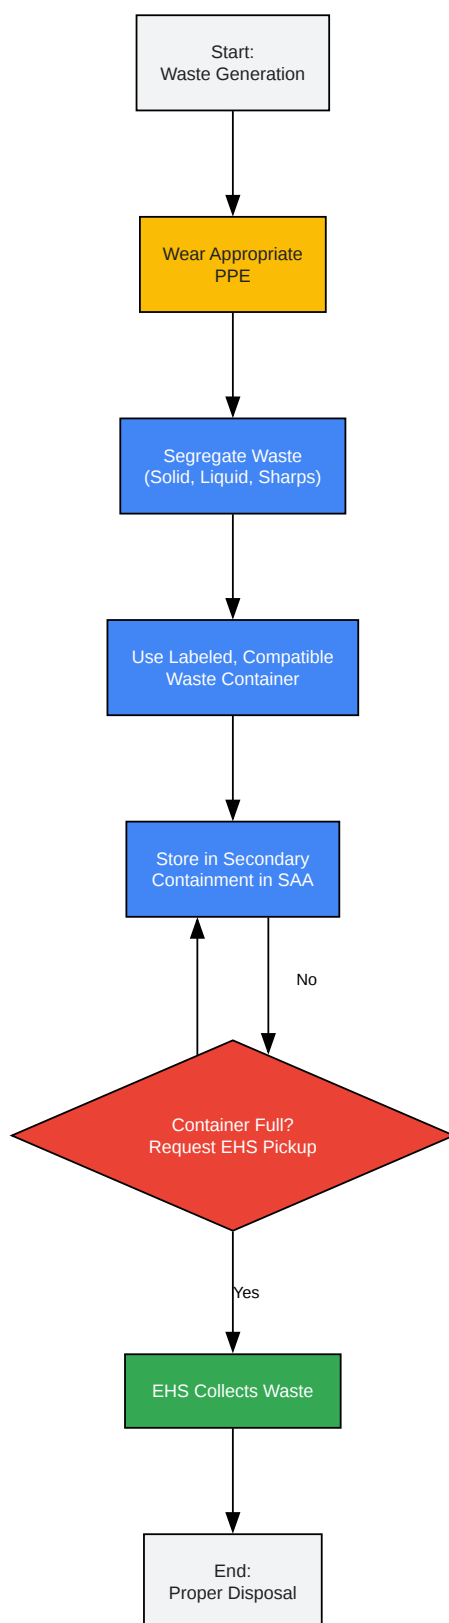 Start:
Waste Generation
Wear Appropriate
PPE
Segregate Waste
(Solid, Liquid, Sharps)
Use Labeled, Compatible
Waste Container
Store in Secondary
Containment in SAA
No
Container Full?
Request EHS Pickup
Yes
EHS Collects Waste
End:
Proper Disposal